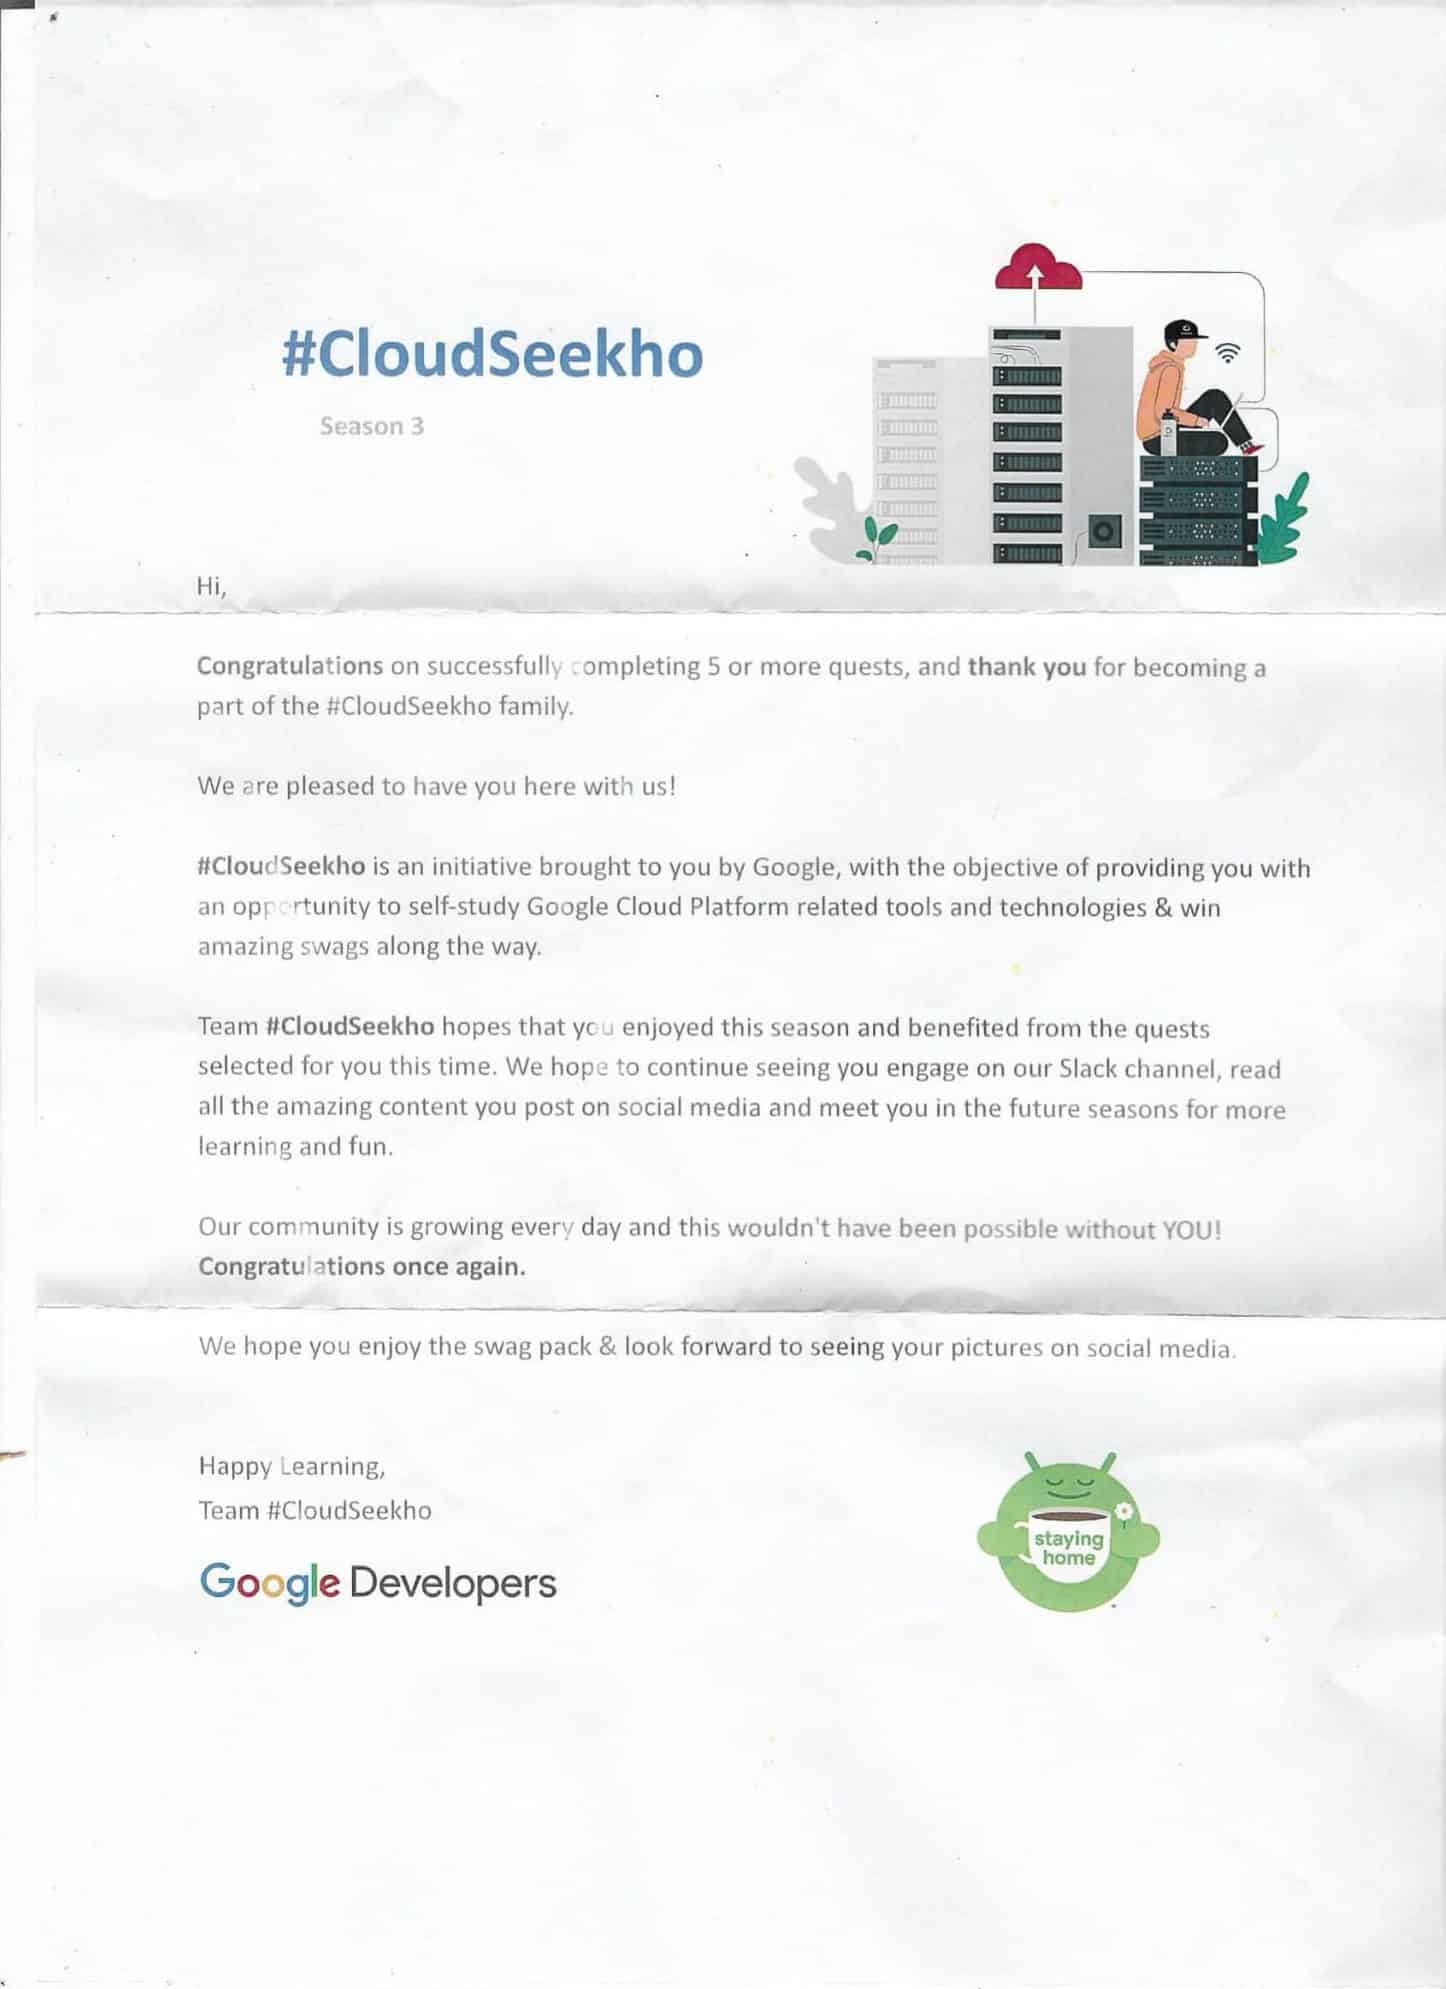 #CloudSeekho
Season 3
Hi,
Congratulations on successfully completing 5 or more quests, and thank you for becoming a
part of the #CloudSeekho family.
We are pleased to have you here with us!
#CloudSeekho is an initiative brought to you by Google, with the objective of providing you with
an opportunity to self-study Google Cloud Platform related tools and technologies & win
amazing swags along the way.
Team #CloudSeekho hopes that you enjoyed this season and benefited from the quests
selected for you this time. We hope to continue seeing you engage on our Slack channel, read
all the amazing content you post on social media and meet you in the future seasons for more
learning and fun.
Our community is growing every day and this wouldn't have been possible without YOU!
Congratulations once again.
We hope you enjoy the swag pack & look forward to seeing your pictures on social media.
Happy Learning,
Team #CloudSeekho
Google Developers
staying
home